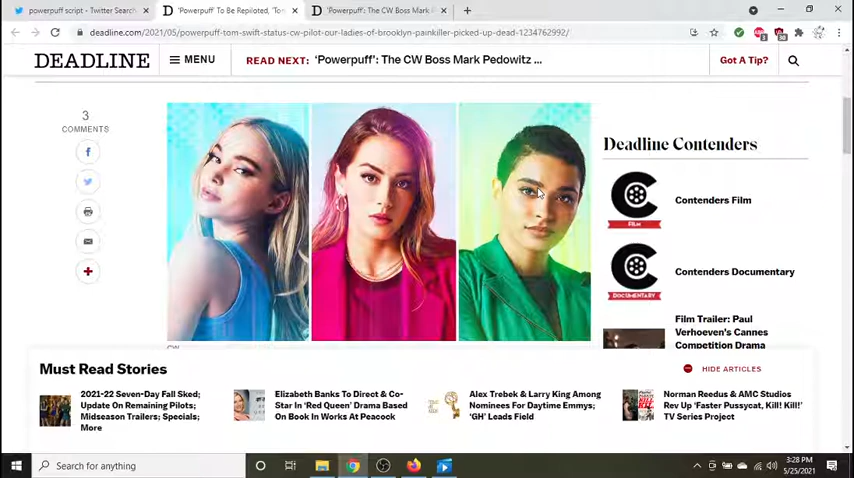 powerpuff script - Twitter Search
'Powerpuff' To Be Repiloted, 'Tom
'Powerpuff': The CW Boss Mark P
deadline.com/2021/05/powerpuff-tom-swift-status-cw-pilot-our-ladies-of-brooklyn-painkiller-picked-up-dead-1234762992/
DEADLINE
MENU
READ NEXT: 'Powerpuff': The CW Boss Mark Pedowitz ...
Got A Tip?
3
COMMENTS
Deadline Contenders
Contenders Film
FILM
Contenders Documentary
DOCUMENTARY
Film Trailer: Paul
Verhoeven's Cannes
Competition Drama
CW
Must Read Stories
HIDE ARTICLES
2021-22 Seven-Day Fall Sked;
Update On Remaining Pilots;
Midseason Trailers; Specials;
More
Elizabeth Banks To Direct & Co-
Star In 'Red Queen' Drama Based
On Book In Works At Peacock
Alex Trebek & Larry King Among
Nominees For Daytime Emmys;
'GH' Leads Field
Norman Reedus & AMC Studios
Rev Up 'Faster Pussycat, Kill! Kill!'
TV Series Project
Search for anything
3:28 PM
5/25/2021